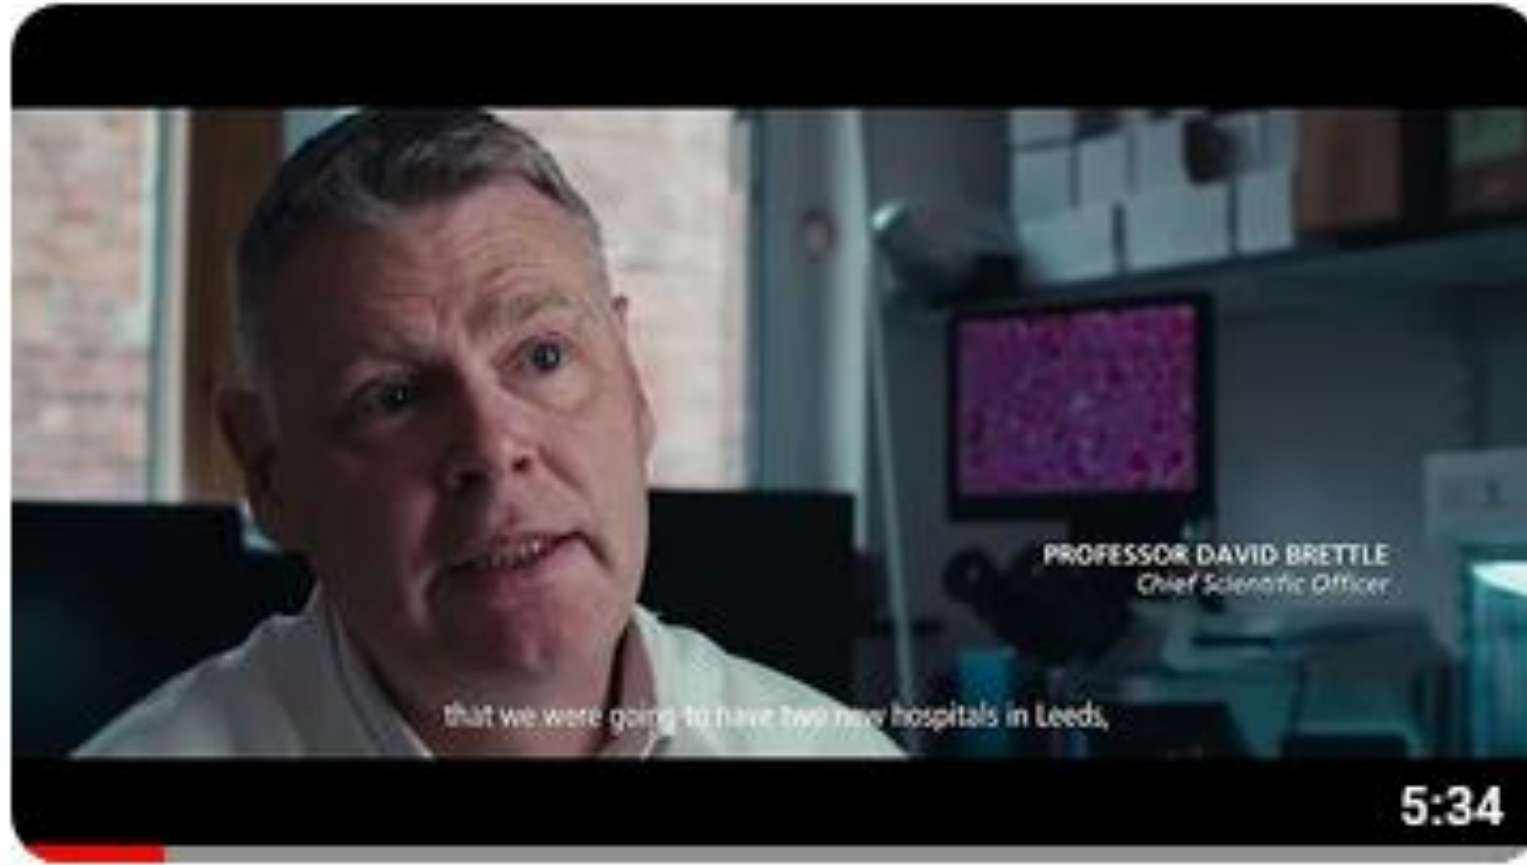 PROFESSOR DAVID BRETTLE
Chief Scientific Officer
that we were going to have two new hospitals in Leeds,
5:34